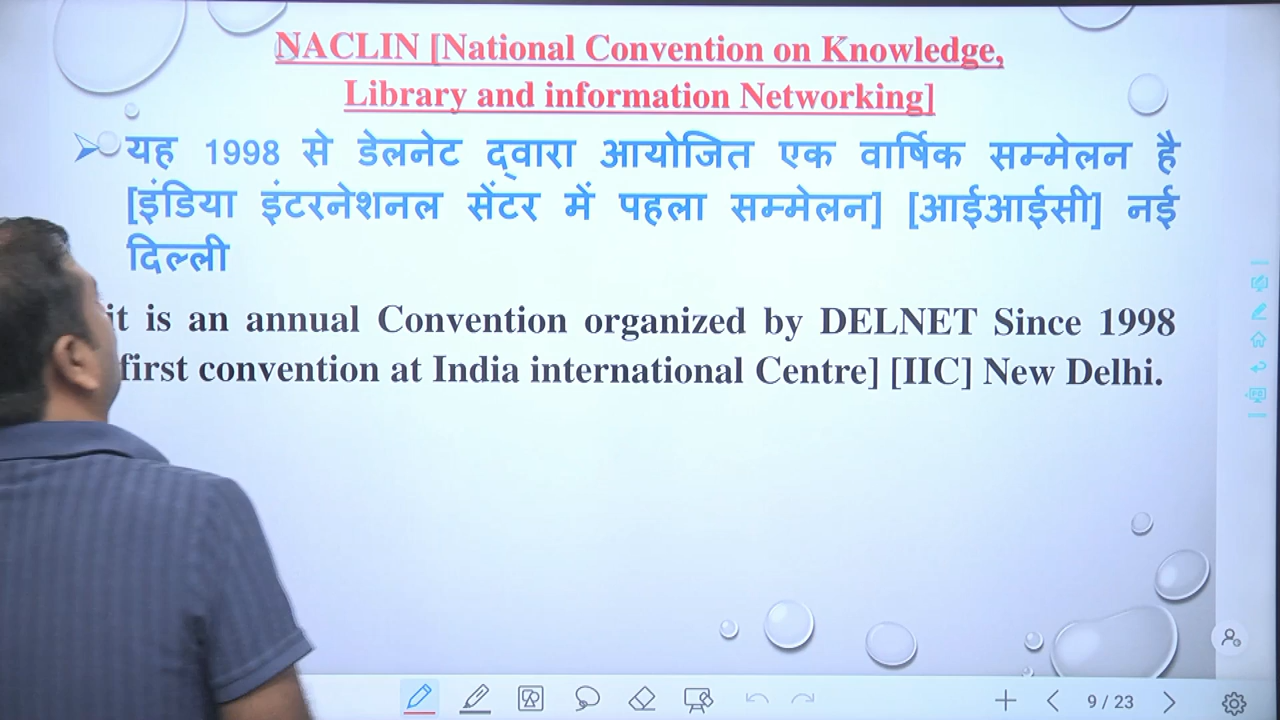 NACLIN [National Convention on Knowledge,
Library and information Networking]
यह 1998 से डेलनेट द्वारा आयोजित एक वार्षिक सम्मेलन है
[इंडिया इंटरनेशनल सेंटर में पहला सम्मेलन] [आईआईसी] नई
दिल्ली
it is an annual Convention organized by DELNET Since 1998
first convention at India international Centre] [IIC] New Delhi.
9 / 23